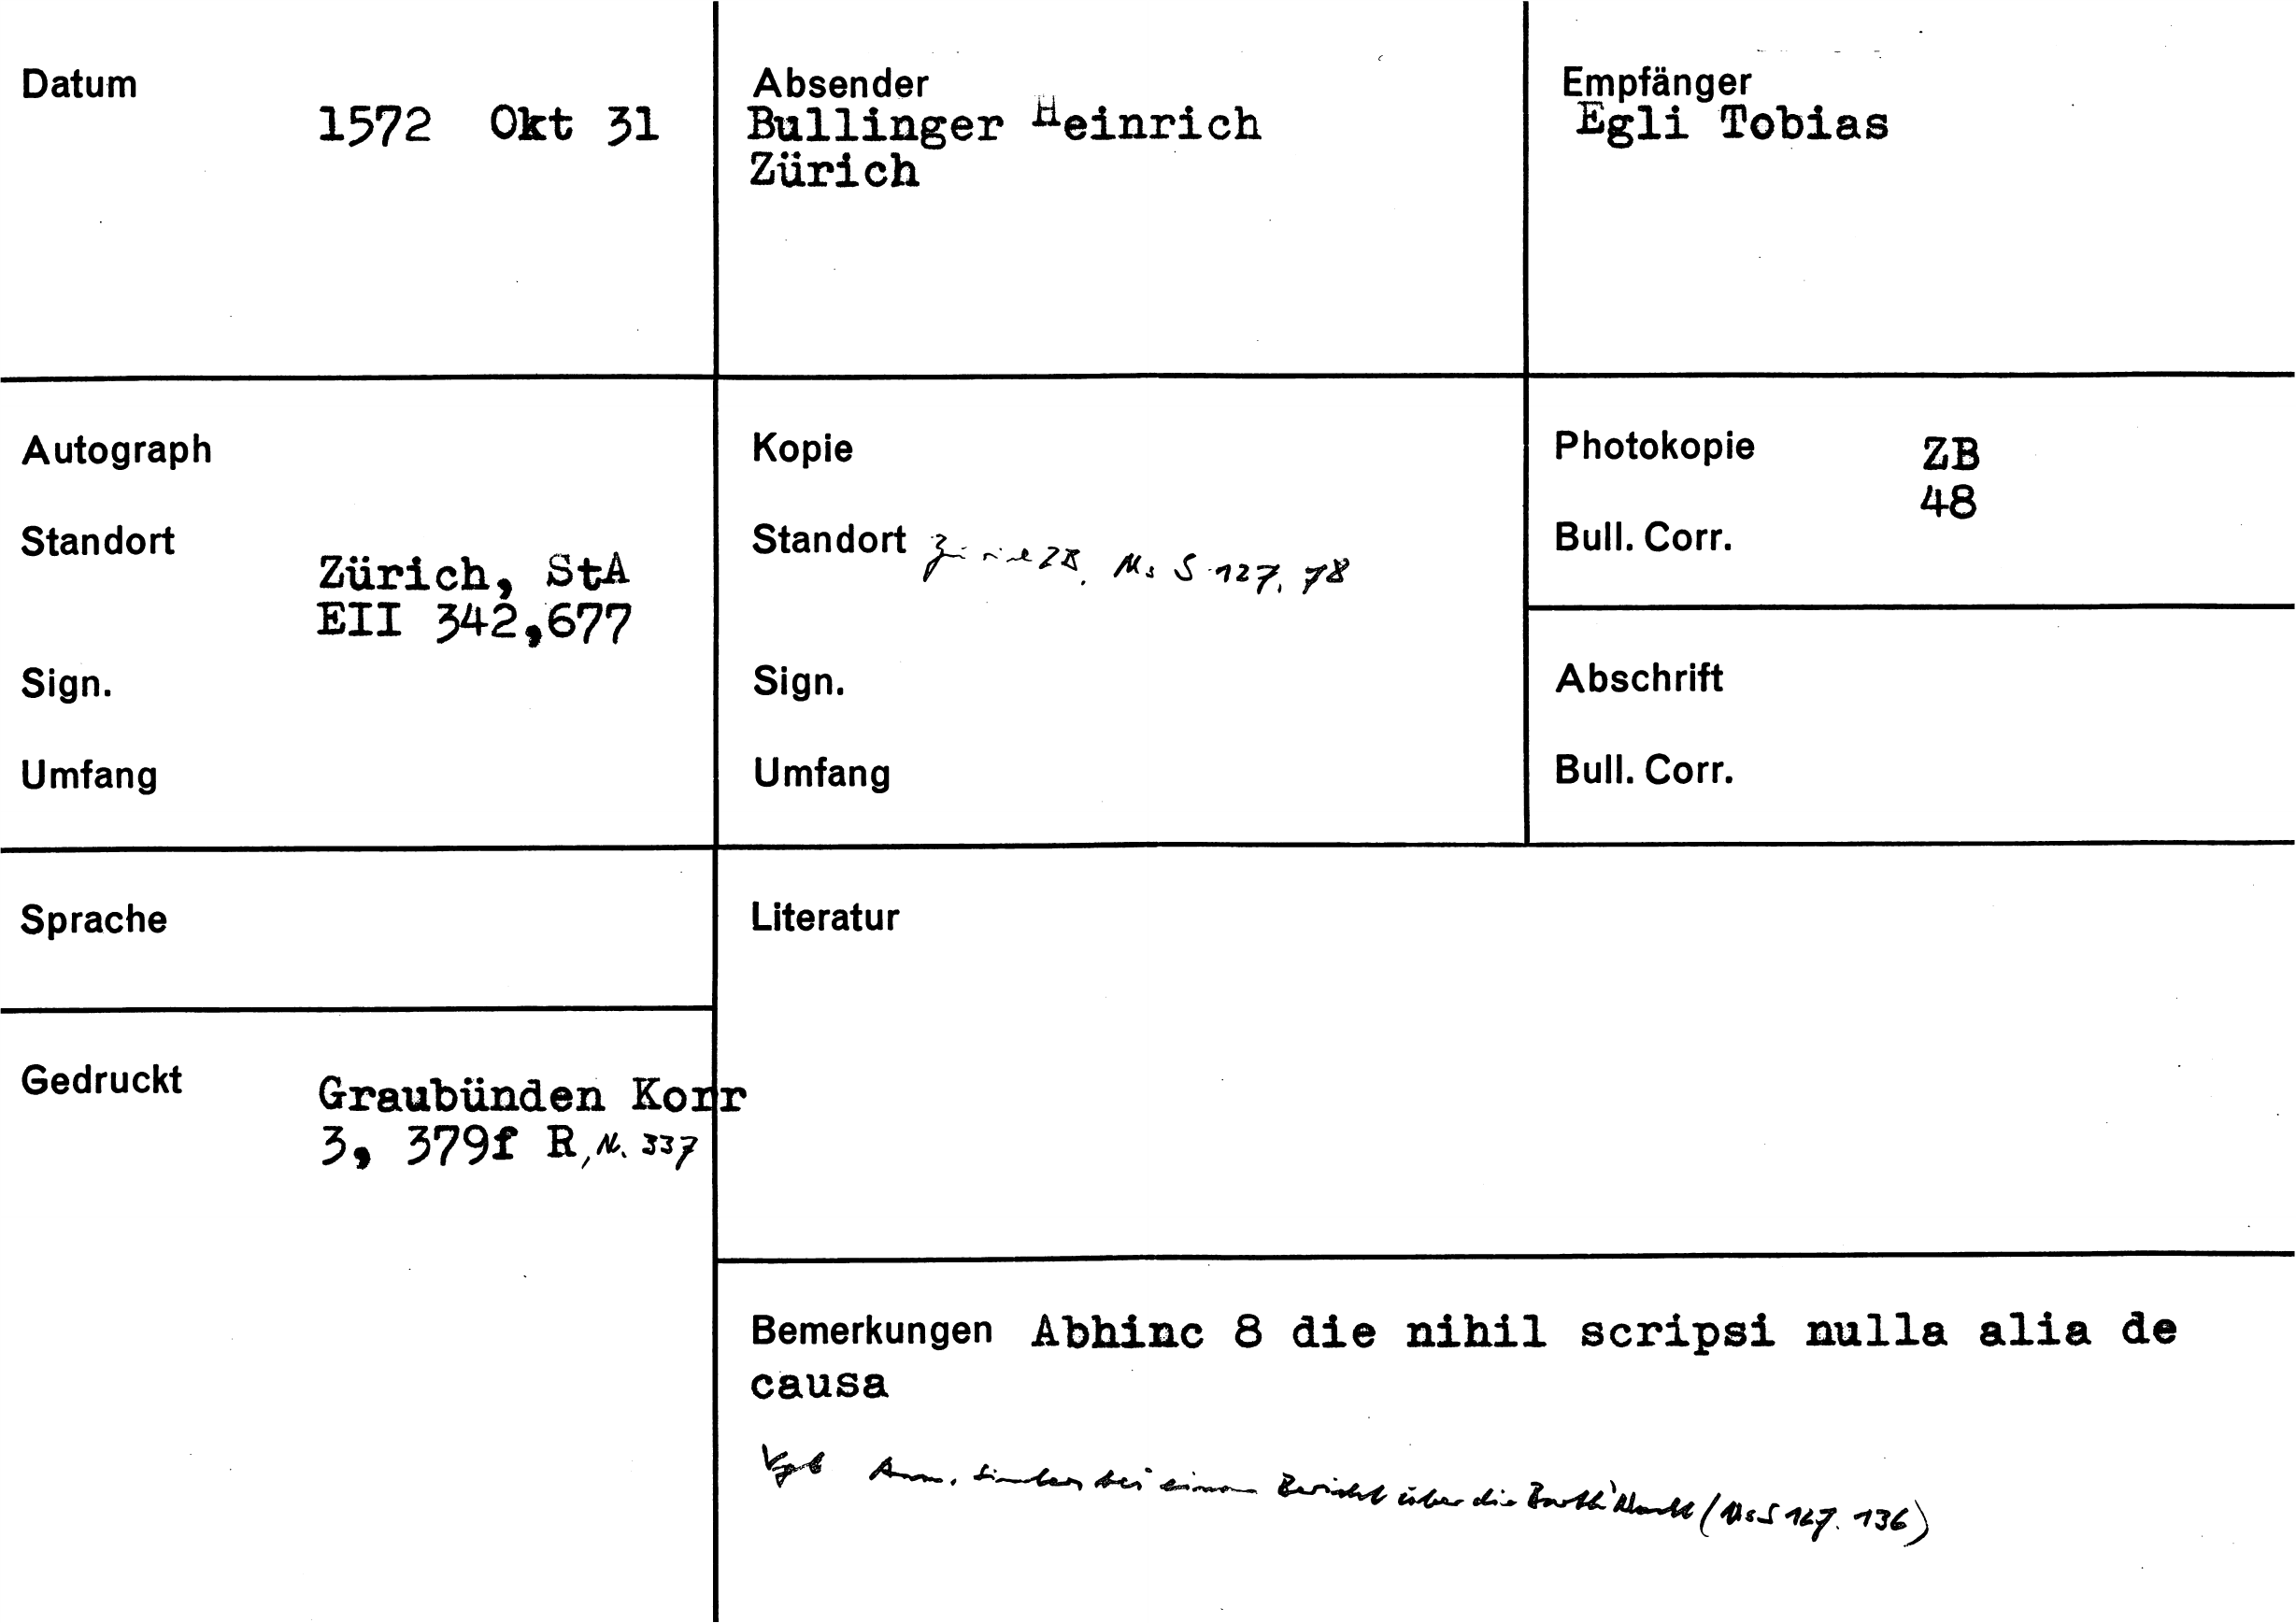 Datum
1572 Okt 31
Absender
Bullinger Heinrich
Zürich
Empfänger
Egli Tobias
Autograph
Standort
Zürich, StA
EII 342,677
Sign.
Umfang
Kopie
Standort Zürich ZB, Ms S 127, 78
Sign.
Umfang
Photokopie ZB
48
Bull. Corr.
Abschrift
Bull. Corr.
Sprache
Literatur
Gedruckt
Graubünden Korr
3, 379f R, N. 337
Bemerkungen Abhinc 8 die nihil scripsi nulla alia de
causa
Vgl Anm. Simlers bei einem Bericht über die (Ms S 127. 136)